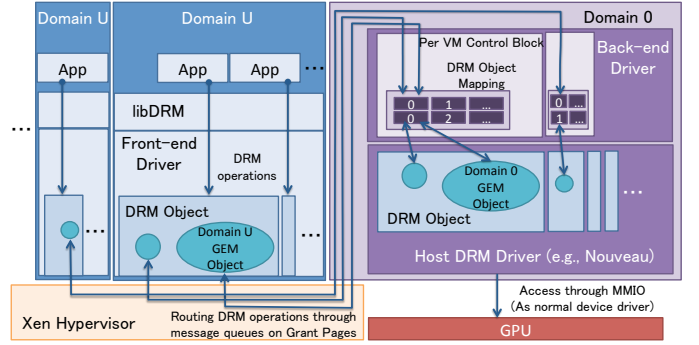 Domain U
Domain U
Domain 0
App
App
App
...
libDRM
...
Front-end
Driver
DRM
operations
DRM Object
...
Domain U
GEM
Object
...
Per VM Control Block
DRM Object
Mapping
Back-end
Driver
0 1 ...
0 2 ...
0 ...
1 ...
Domain 0
GEM
Object
DRM Object
...
Host DRM Driver (e.g., Nouveau)
Xen Hypervisor
Routing DRM operations through
message queues on Grant Pages
Access through MMIO
(As normal device driver)
GPU